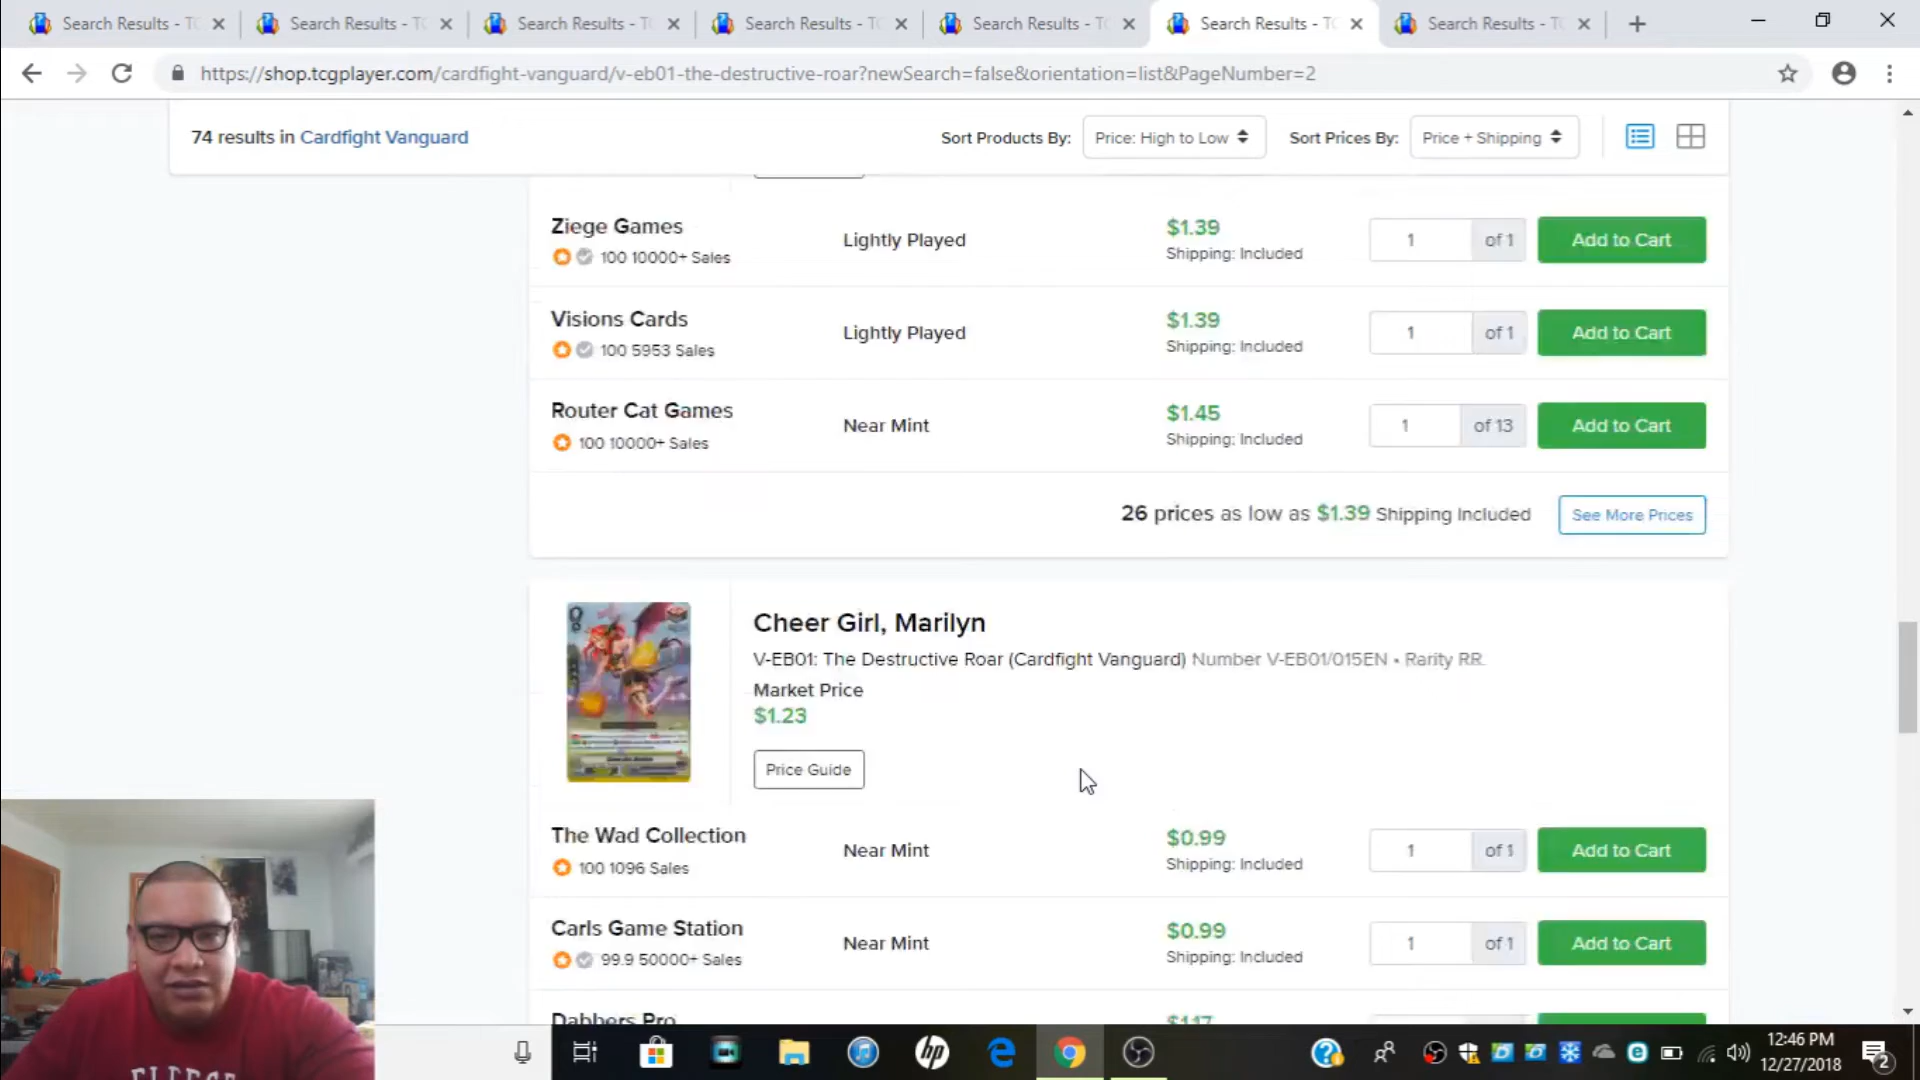 Search Results - TC
Search Results - TC
Search Results - TC
Search Results - TC
Search Results - TC
Search Results - TC
Search Results - TC
https://shop.tcgplayer.com/cardfight-vanguard/v-eb01-the-destructive-roar?newSearch=false&orientation=list&PageNumber=2
74 results in Cardfight Vanguard
Sort Products By: Price: High to Low
Sort Prices By: Price + Shipping
Ziege Games
100 10000+ Sales
Lightly Played
$1.39
Shipping: Included
1 of 1
Add to Cart
Visions Cards
100 5953 Sales
Lightly Played
$1.39
Shipping: Included
1 of 1
Add to Cart
Router Cat Games
100 10000+ Sales
Near Mint
$1.45
Shipping: Included
1 of 13
Add to Cart
26 prices as low as $1.39 Shipping Included
See More Prices
Cheer Girl, Marilyn
V-EB01: The Destructive Roar (Cardfight Vanguard) Number V-EB01/015EN • Rarity RR
Market Price
$1.23
Price Guide
The Wad Collection
100 1096 Sales
Near Mint
$0.99
Shipping: Included
1 of 1
Add to Cart
Carls Game Station
99.9 50000+ Sales
Near Mint
$0.99
Shipping: Included
1 of 1
Add to Cart
Dabbers Pro
$1.17
12:46 PM
12/27/2018
2